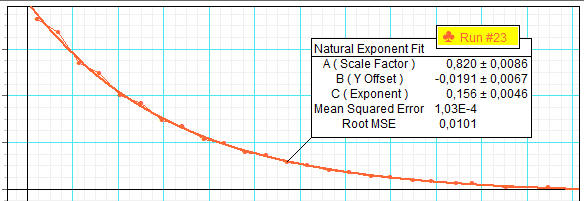 Run #23
Natural Exponent Fit
A ( Scale Factor ) 0,820 ± 0,0086
B ( Y Offset ) -0,0191 ± 0,0067
C ( Exponent ) 0,156 ± 0,0046
Mean Squared Error 1,03E-4
Root MSE 0,0101